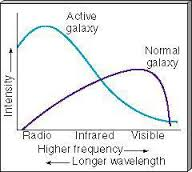 Active
galaxy
Normal
galaxy
Intensity
Radio Infrared Visible
Higher frequency
Longer wavelength